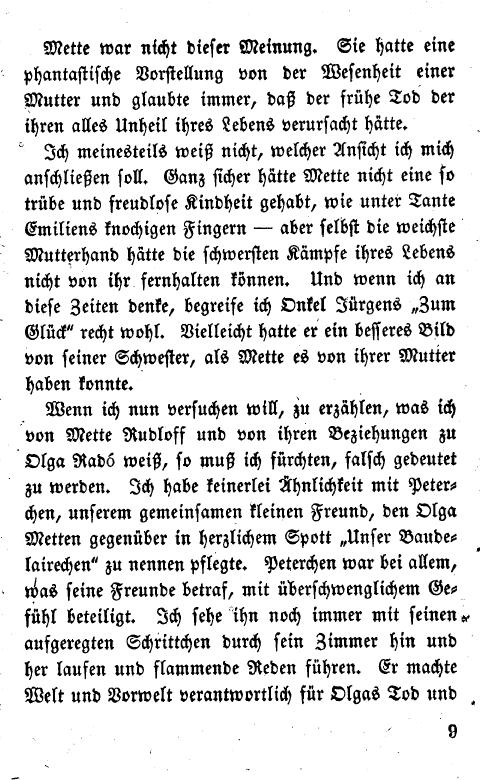 Mette war nicht dieser Meinung. Sie hatte eine
phantastische Vorstellung von der Wesenheit einer
Mutter und glaubte immer, daß der frühe Tod der
ihren alles Unheil ihres Lebens verursacht hätte.
Ich meinesteils weiß nicht, welcher Ansicht ich mich
anschließen soll. Ganz sicher hätte Mette nicht eine so
trübe und freudlose Kindheit gehabt, wie unter Tante
Emiliens knochigen Fingern — aber selbst die weichste
Mutterhand hätte die schwersten Kämpfe ihres Lebens
nicht von ihr fernhalten können. Und wenn ich an
diese Zeiten denke, begreife ich Onkel Jürgens „Zum
Glück“ recht wohl. Vielleicht hatte er ein besseres Bild
von seiner Schwester, als Mette es von ihrer Mutter
haben konnte.
Wenn ich nun versuchen will, zu erzählen, was ich
von Mette Rudloff und von ihren Beziehungen zu
Olga Radó weiß, so muß ich fürchten, falsch gedeutet
zu werden. Ich habe keinerlei Ähnlichkeit mit Peter-
chen, unserem gemeinsamen kleinen Freund, den Olga
Metten gegenüber in herzlichem Spott „Unser Baude-
lairechen“ zu nennen pflegte. Peterchen war bei allem,
was seine Freunde betraf, mit überschwenglichem Ge-
fühl beteiligt. Ich sehe ihn noch immer mit seinen
aufgeregten Schrittchen durch sein Zimmer hin und
her laufen und flammende Reden führen. Er machte
Welt und Vorwelt verantwortlich für Olgas Tod und
9